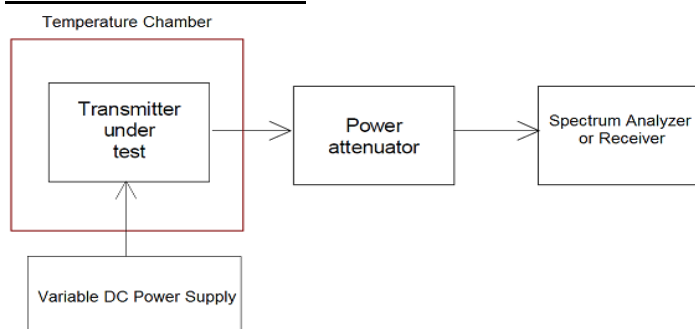 Temperature Chamber
Transmitter
under
test
Power
attenuator
Spectrum Analyzer
or Receiver
Variable DC Power Supply